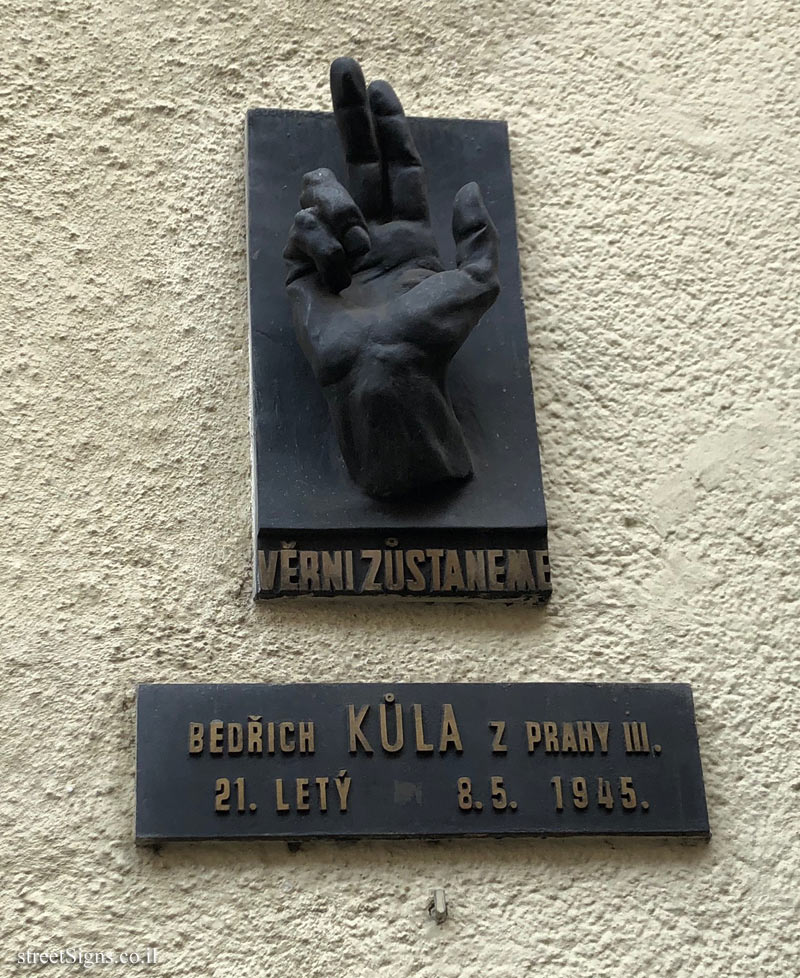 VĚRNI ZŮSTANEME
BEDŘICH KŮLA Z PRAHY III.
21. LETÝ 8.5. 1945.
streetSigns.co.il